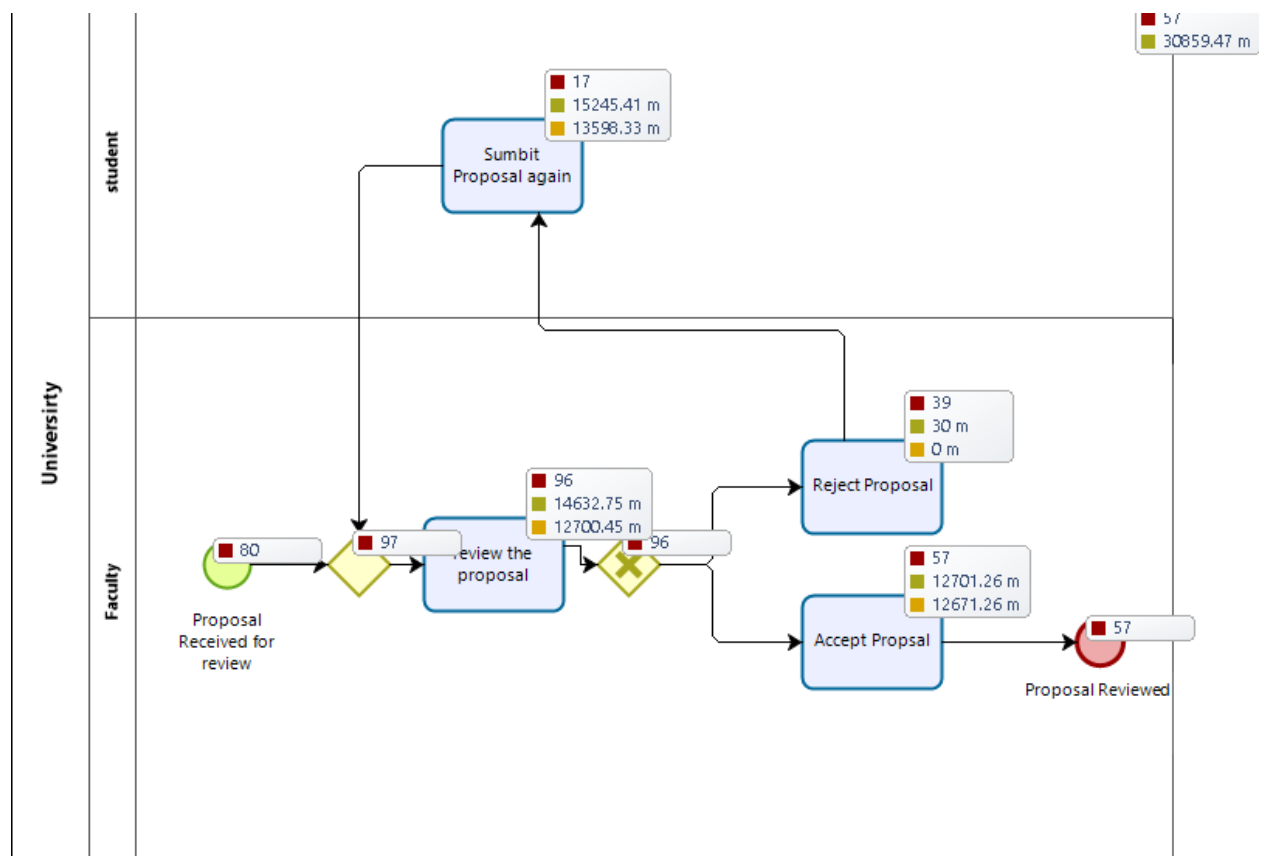 57
30859.47 m
17
15245.41 m
13598.33 m
Sumbit
Proposal again
student
Universirty
39
30 m
0 m
Reject Proposal
96
14632.75 m
12700.45 m
80
97
96
review the
proposal
57
12701.26 m
12671.26 m
Faculty
Proposal
Received for
review
Accept Propsal
57
Proposal Reviewed